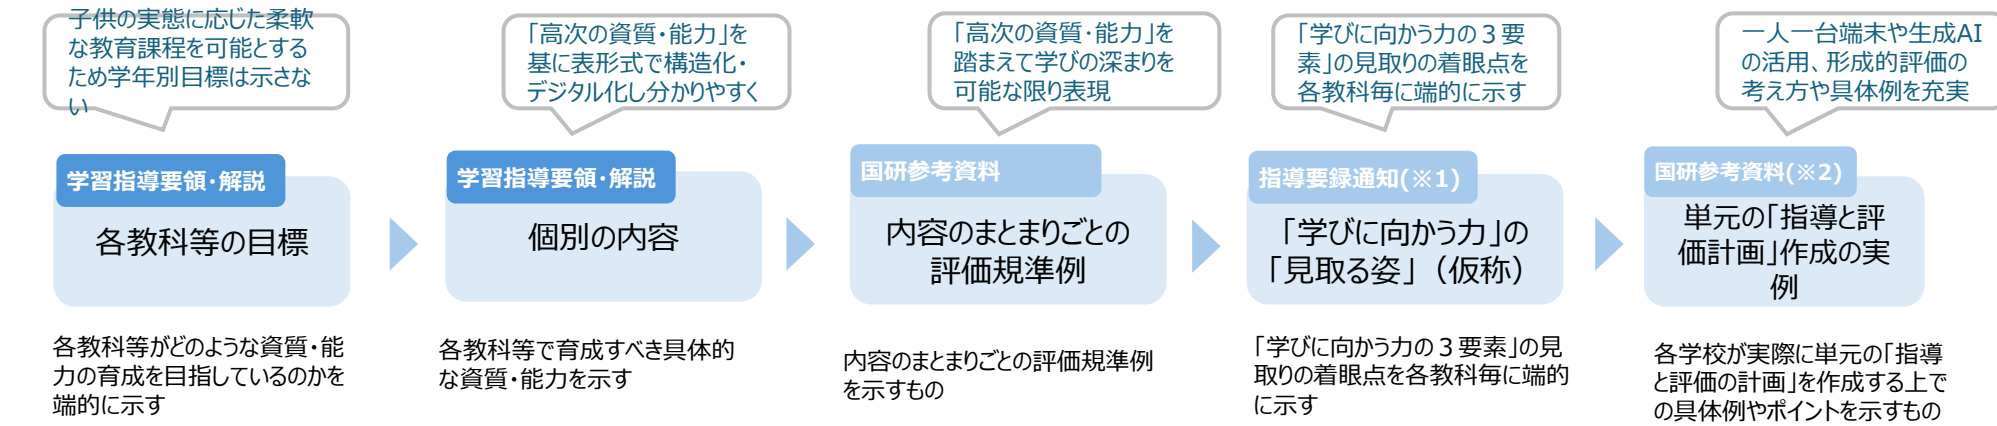 子供の実態に応じた柔軟
な教育課程を可能とする
ため学年別目標は示さな
い
「高次の資質・能力」を
基に表形式で構造化・
デジタル化し分かりやすく
「高次の資質・能力」を
踏まえて学びの深まりを
可能な限り表現
「学びに向かう力の３要
素」の見取りの着眼点を
各教科毎に端的に示す
一人一台端末や生成AI
の活用、形成的評価の
考え方や具体例を充実
学習指導要領・解説
各教科等の目標
学習指導要領・解説
個別の内容
国研参考資料
内容のまとまりごとの
評価規準例
指導要録通知(※1)
「学びに向かう力」の
「見取る姿」（仮称）
国研参考資料(※2)
単元の「指導と評
価計画」作成の実
例
各教科等がどのような資質・能
力の育成を目指しているのかを
端的に示す
各教科等で育成すべき具体的
な資質・能力を示す
内容のまとまりごとの評価規準例
を示すもの
「学びに向かう力の３要素」の見
取りの着眼点を各教科毎に端的
に示す
各学校が実際に単元の「指導
と評価の計画」を作成する上で
の具体例やポイントを示すもの